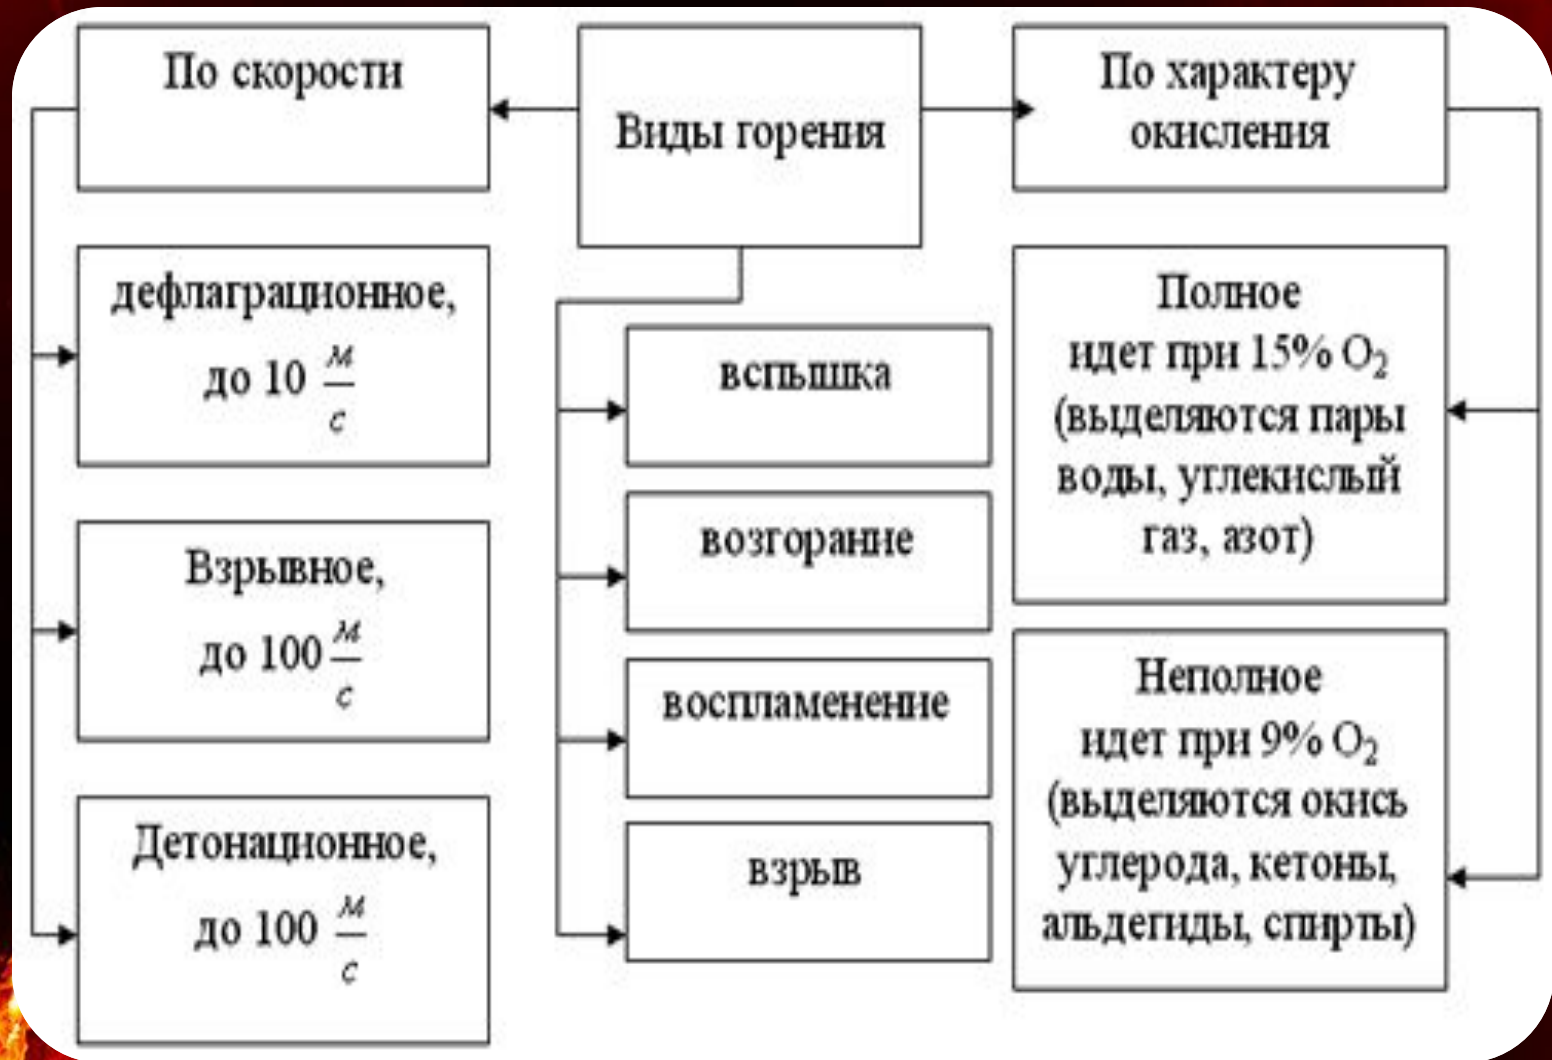 По скорости
дефлаграционное,
до 10 м/с
Взрывное,
до 100 м/с
Детонационное,
до 100 м/с
Виды горения
вспышка
возгорание
воспламенение
взрыв
По характеру
окисления
Полное
идет при 15% O₂
(выделяются пары
воды, углекислый
газ, азот)
Неполное
идет при 9% O₂
(выделяются окись
углерода, кетоны,
альдегиды, спирты)